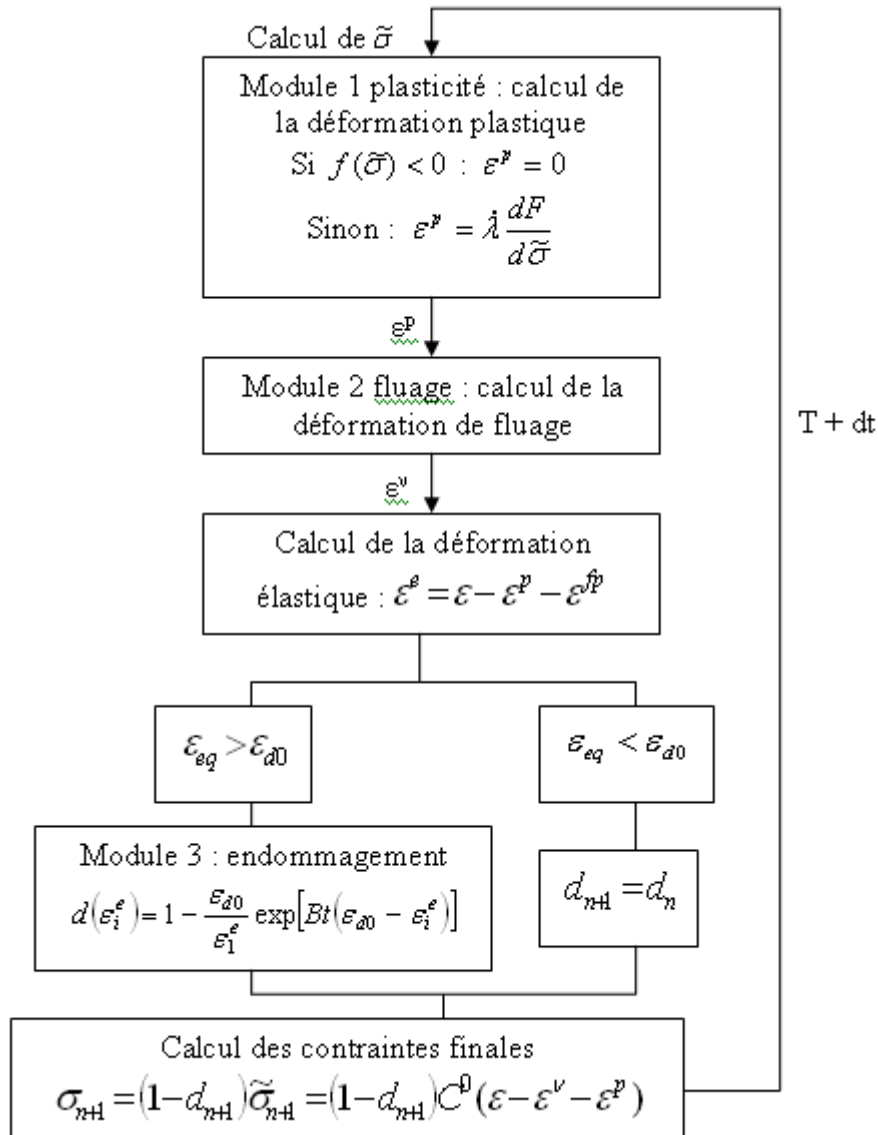 Calcul de σ̃
Module 1 plasticité : calcul de
la déformation plastique
Si f(σ̃) < 0 : ε^p = 0
Sinon : ε^p = λ̇ dF/dσ̃
ε^p
Module 2 fluage : calcul de la
déformation de fluage
T + dt
ε^ν
Calcul de la déformation
élastique : ε^e = ε − ε^p − ε^fp
ε_eq > ε_d0
ε_eq < ε_d0
Module 3 : endommagement
d(ε_i^e) = 1 − ε_d0/ε_1^e exp[Bt(ε_d0 − ε_i^e)]
d_n+1 = d_n
Calcul des contraintes finales
σ_n+1 = (1−d_n+1)σ̃_n+1 = (1−d_n+1)C^0(ε−ε^ν−ε^p)